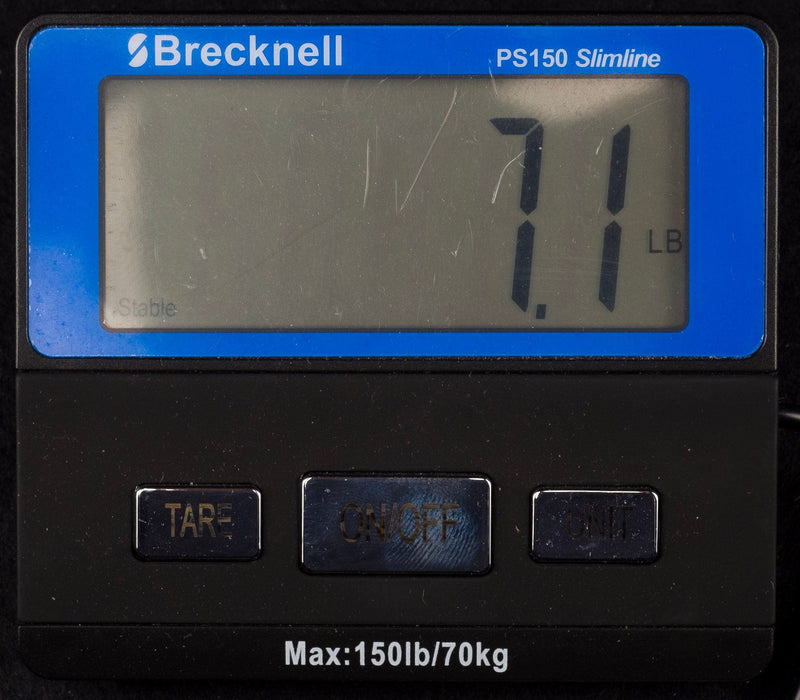 Brecknell
PS150 Slimline
7.1
LB
Stable
TARE
ON/OFF
UNIT
Max:150lb/70kg